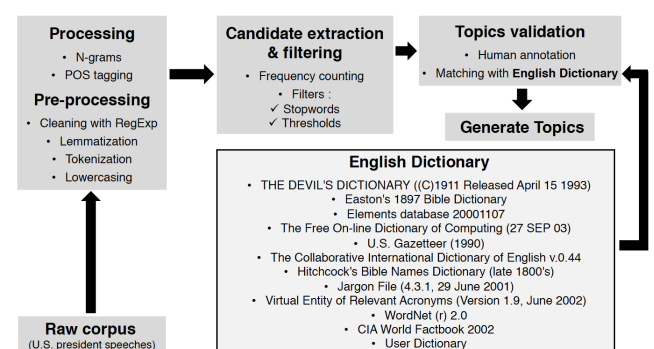 Processing
• N-grams
• POS tagging
Pre-processing
• Cleaning with RegExp
• Lemmatization
• Tokenization
• Lowercasing
Raw corpus
(U.S. president speeches)
Candidate extraction
& filtering
• Frequency counting
• Filters :
✓ Stopwords
✓ Thresholds
Topics validation
• Human annotation
• Matching with English Dictionary
Generate Topics
English Dictionary
• THE DEVIL'S DICTIONARY ((C)1911 Released April 15 1993)
• Easton's 1897 Bible Dictionary
• Elements database 20001107
• The Free On-line Dictionary of Computing (27 SEP 03)
• U.S. Gazetteer (1990)
• The Collaborative International Dictionary of English v.0.44
• Hitchcock's Bible Names Dictionary (late 1800's)
• Jargon File (4.3.1, 29 June 2001)
• Virtual Entity of Relevant Acronyms (Version 1.9, June 2002)
• WordNet (r) 2.0
• CIA World Factbook 2002
• User Dictionary